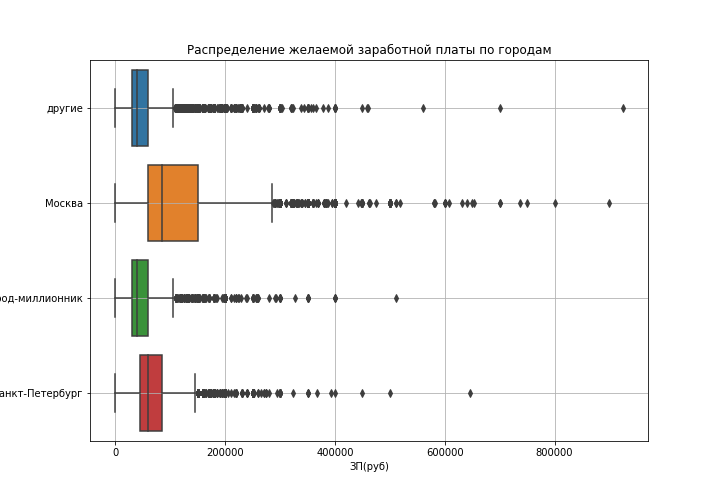 Распределение желаемой заработной платы по городам
другие
Москва
род-миллионник
анкт-Петербург
0 200000 400000 600000 800000
ЗП(руб)